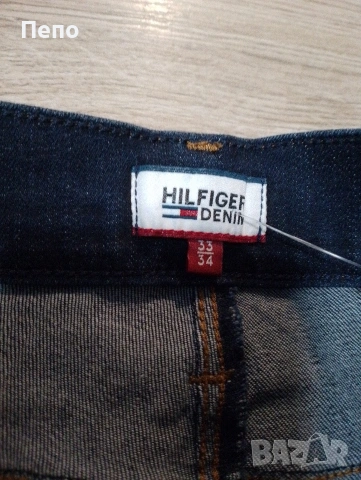 Пепо
HILFIGER
DENIM
33
34
BAZAR